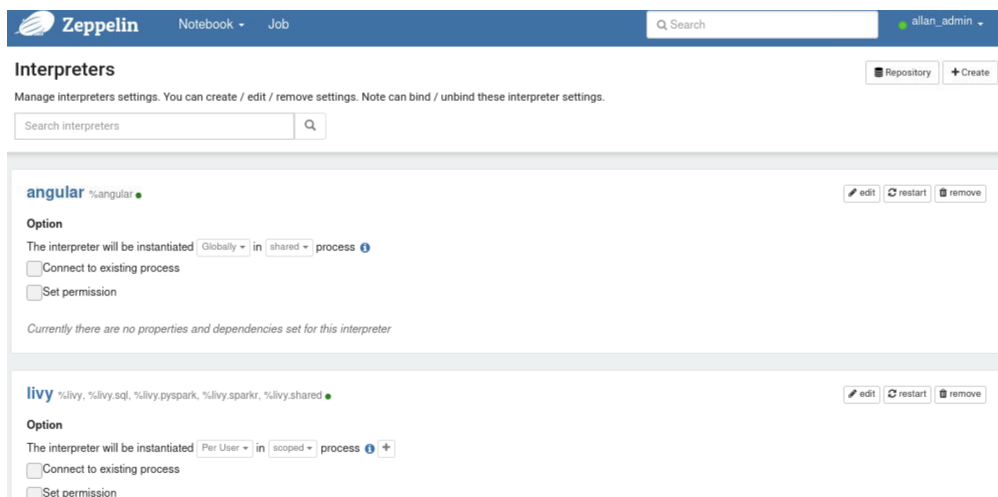 Zeppelin Notebook Job Search allan_admin
Interpreters
Repository Create
Manage interpreters settings. You can create / edit / remove settings. Note can bind / unbind these interpreter settings.
Search interpreters
angular %angular edit restart remove
Option
The interpreter will be instantiated Globally in shared process
Connect to existing process
Set permission
Currently there are no properties and dependencies set for this interpreter
livy %livy, %livy.sql, %livy.pyspark, %livy.sparkr, %livy.shared edit restart remove
Option
The interpreter will be instantiated Per User in scoped process
Connect to existing process
Set permission